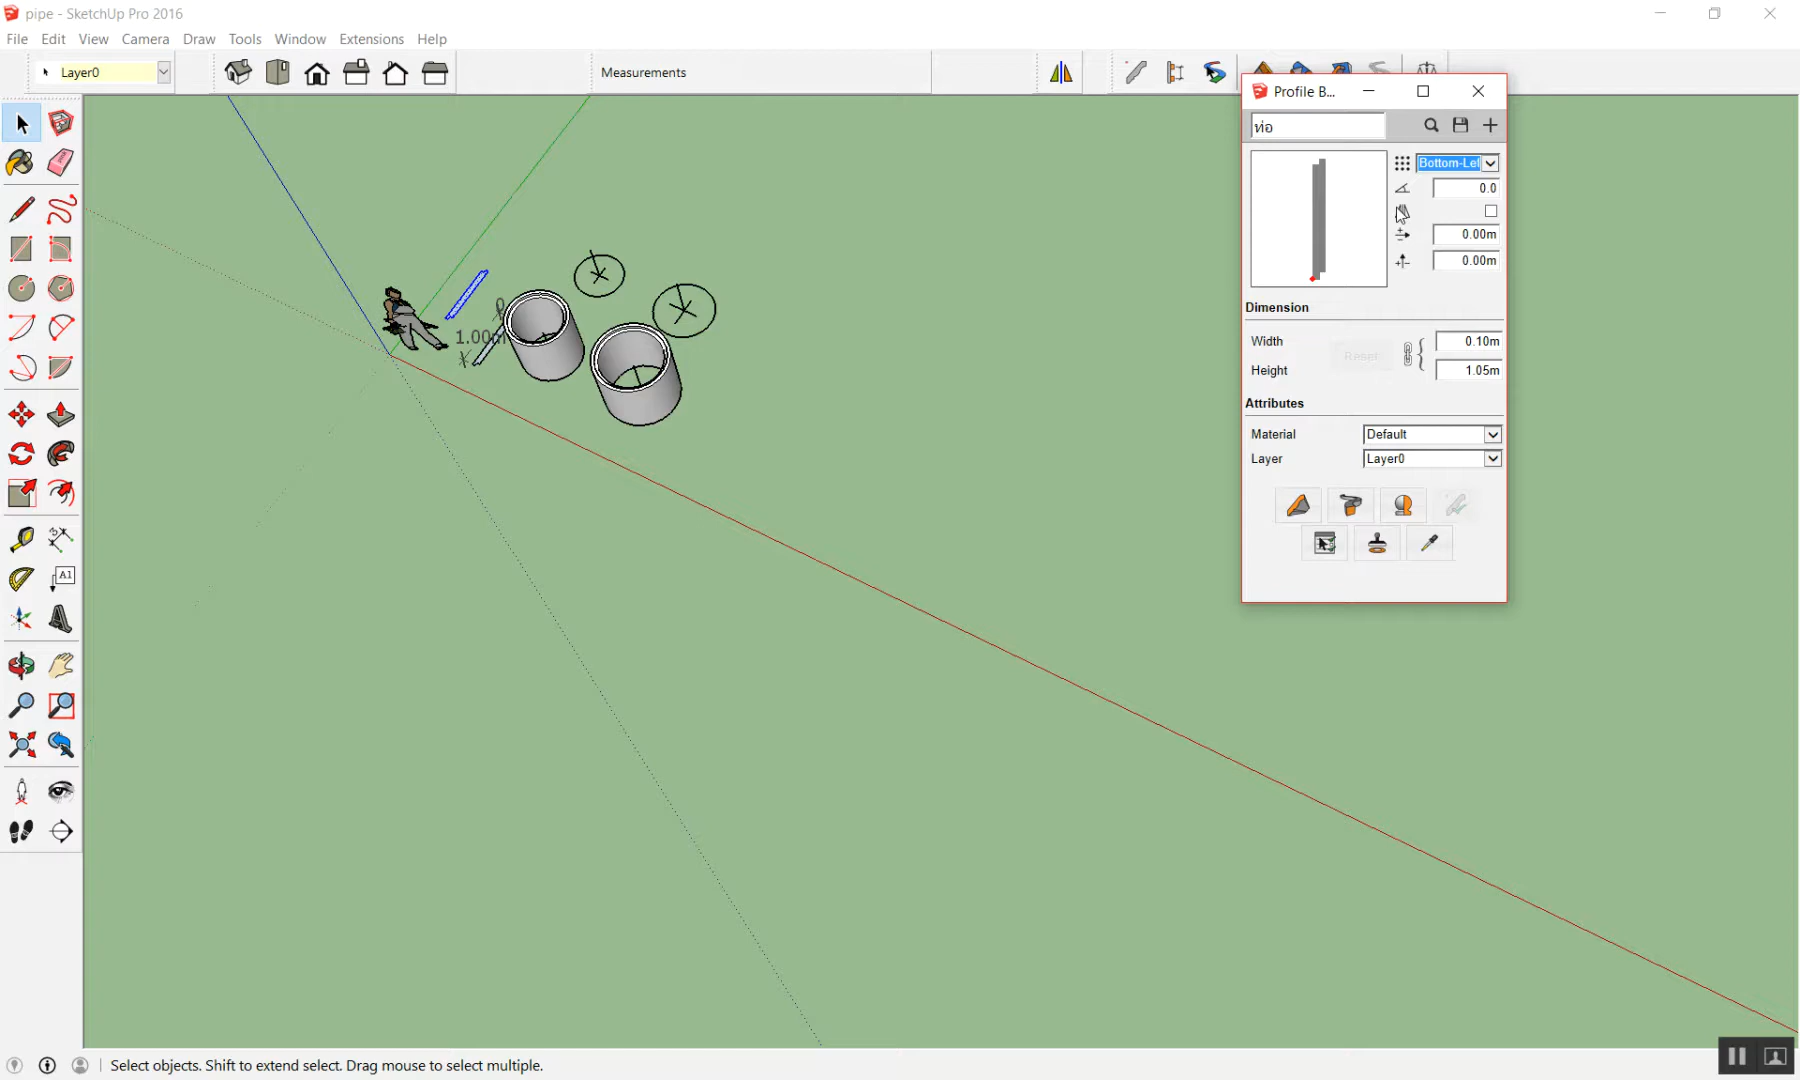 pipe - SketchUp Pro 2016
File Edit View Camera Draw Tools Window Extensions Help
Layer0
Measurements
Profile B...
ท่อ
Bottom-Lef
0.0
0.00m
0.00m
Dimension
Width 0.10m
Reset
Height 1.05m
Attributes
Material Default
Layer Layer0
1.00m
A1
Select objects. Shift to extend select. Drag mouse to select multiple.